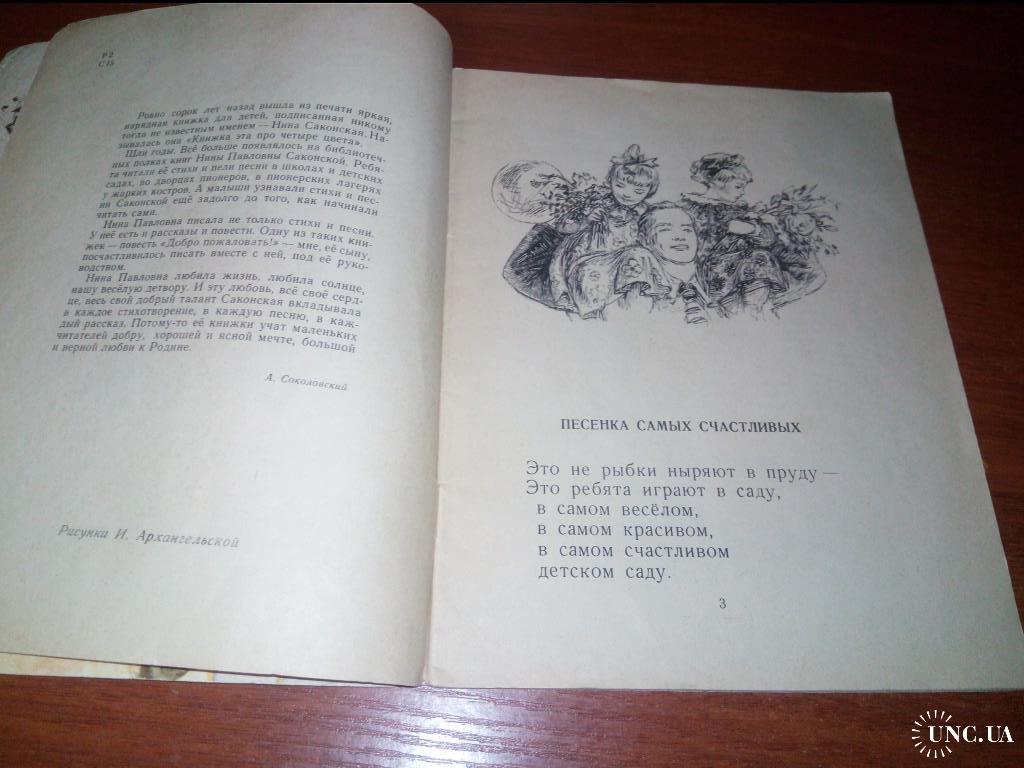 Р2
С15
Ровно сорок лет назад вышла из печати яркая,
нарядная книжка для детей, подписанная никому
тогда не известным именем — Нина Саконская. На-
зывалась она «Книжка эта про четыре цвета».
Шли годы. Всё больше появлялось на библиотеч-
ных полках книг Нины Павловны Саконской. Ребя-
та читали её стихи и пели песни в школах и детских
садах, во дворцах пионеров, в пионерских лагерях
у жарких костров. А малыши узнавали стихи и пес-
ни Саконской ещё задолго до того, как начинали
читать сами.
Нина Павловна писала не только стихи и песни.
У неё есть и рассказы и повести. Одну из таких кни-
жек — повесть «Добро пожаловать!» — мне, её сыну,
посчастливилось писать вместе с ней, под её руко-
водством.
Нина Павловна любила жизнь, любила солнце,
нашу весёлую детвору. И эту любовь, всё своё серд-
це, весь свой добрый талант Саконская вкладывала
в каждое стихотворение, в каждую песню, в каж-
дый рассказ. Потому-то её книжки учат маленьких
читателей добру, хорошей и ясной мечте, большой
и верной любви к Родине.
А. Соколовский
Рисунки И. Архангельской
ПЕСЕНКА САМЫХ СЧАСТЛИВЫХ
Это не рыбки ныряют в пруду —
Это ребята играют в саду,
в самом весёлом,
в самом красивом,
в самом счастливом
детском саду.
3
UNC.UA